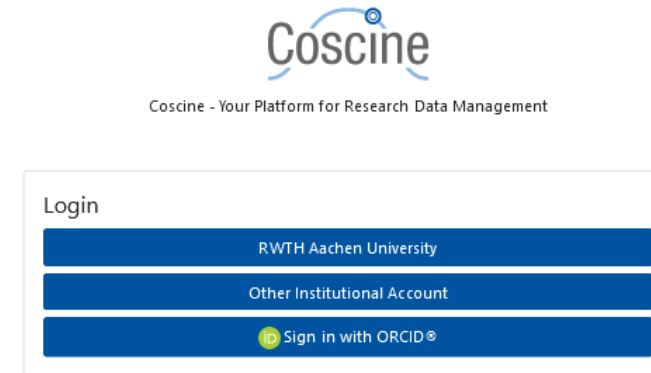 Coscine
Coscine - Your Platform for Research Data Management
Login
RWTH Aachen University
Other Institutional Account
iD Sign in with ORCID®